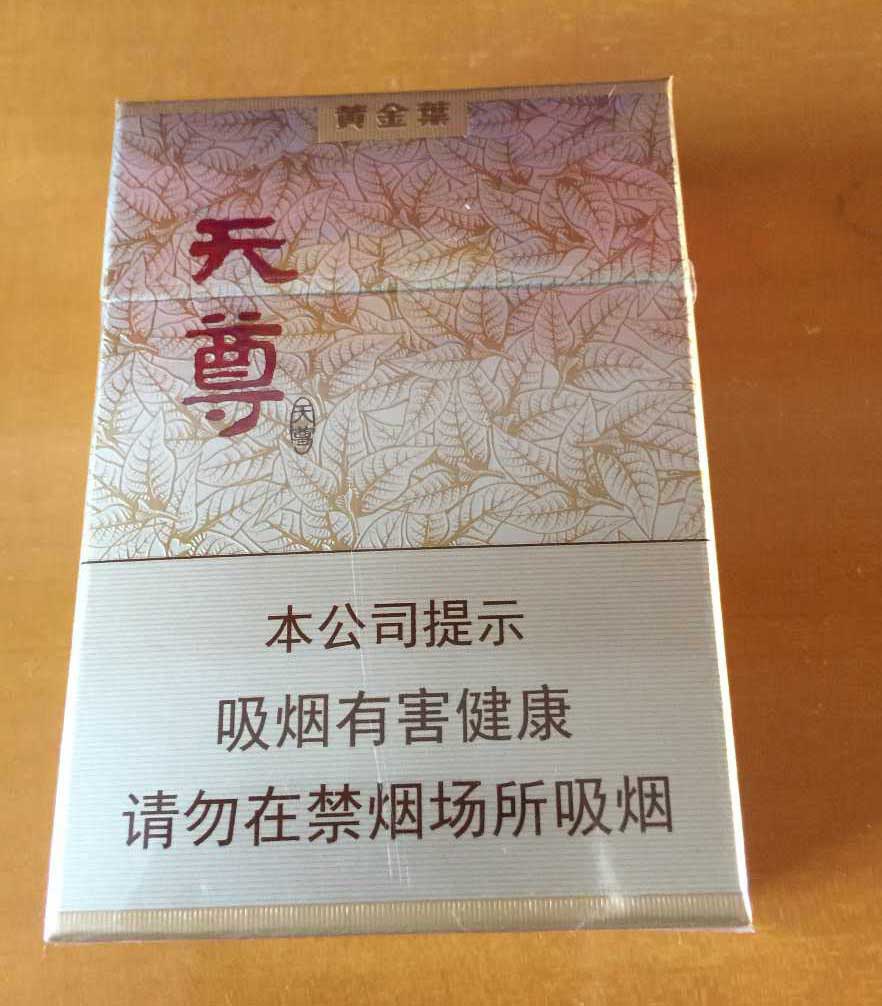 黃金葉
天尊
天尊
本公司提示
吸烟有害健康
请勿在禁烟场所吸烟